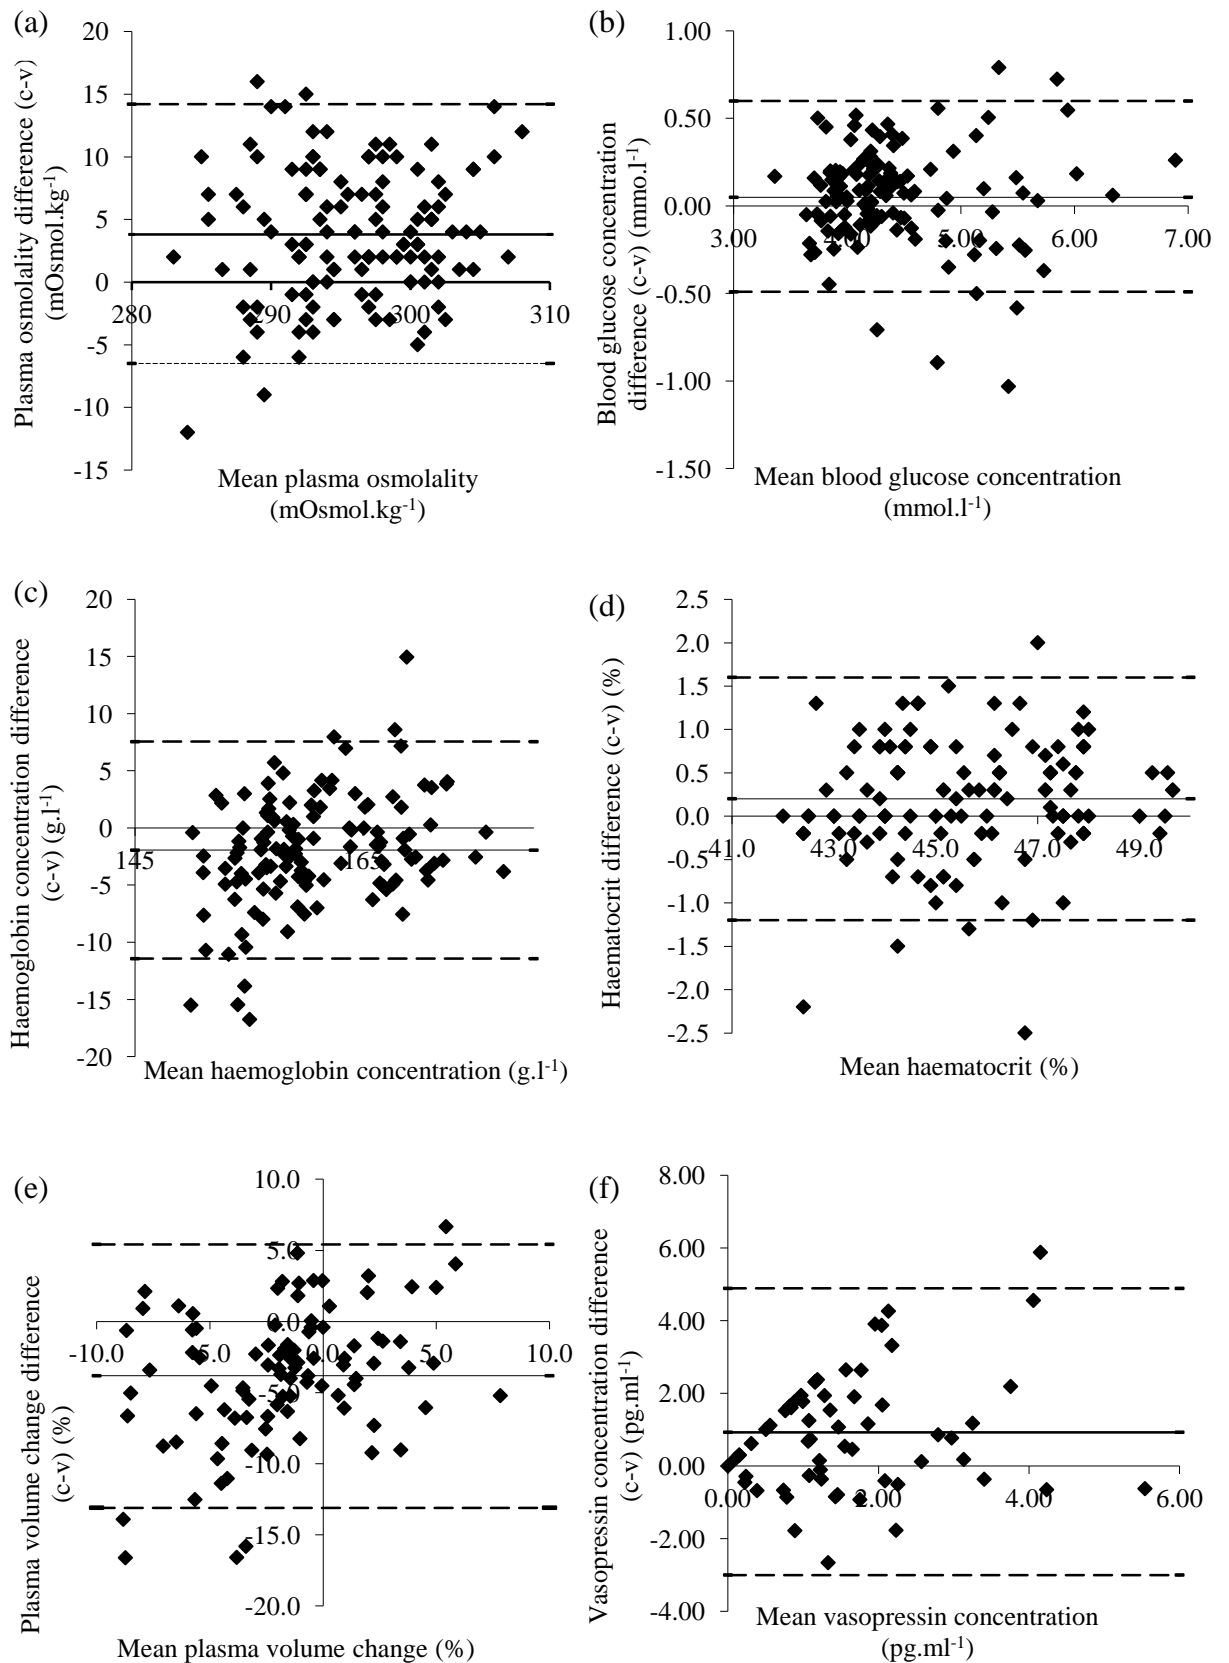 (a)
20
15
10
5
0
-5
-10
-15
280
290
300
310
Plasma osmolality difference (c-v)
(mOsmol.kg-1)
Mean plasma osmolality
(mOsmol.kg-1)
(b)
1.00
0.50
0.00
-0.50
-1.00
-1.50
3.00
4.00
5.00
6.00
7.00
Blood glucose concentration
difference (c-v) (mmo.l-1)
Mean blood glucose concentration
(mmol.l-1)
(c)
20
15
10
5
0
-5
-10
-15
-20
145
165
Haemoglobin concentration difference
(c-v) (g.l-1)
Mean haemoglobin concentration (g.l-1)
(d)
2.5
2.0
1.5
1.0
0.5
0.0
-0.5
-1.0
-1.5
-2.0
-2.5
41.0
43.0
45.0
47.0
49.0
Haematocrit difference (c-v) (%)
Mean haematocrit (%)
(e)
10.0
5.0
0.0
-5.0
-10.0
-15.0
-20.0
-10.0
-5.0
0.0
5.0
10.0
Plasma volume change difference
(c-v) (%)
Mean plasma volume change (%)
(f)
8.00
6.00
4.00
2.00
0.00
-2.00
-4.00
0.00
2.00
4.00
6.00
Vasopressin concentration difference
(c-v) (pg.ml-1)
Mean vasopressin concentration
(pg.ml-1)